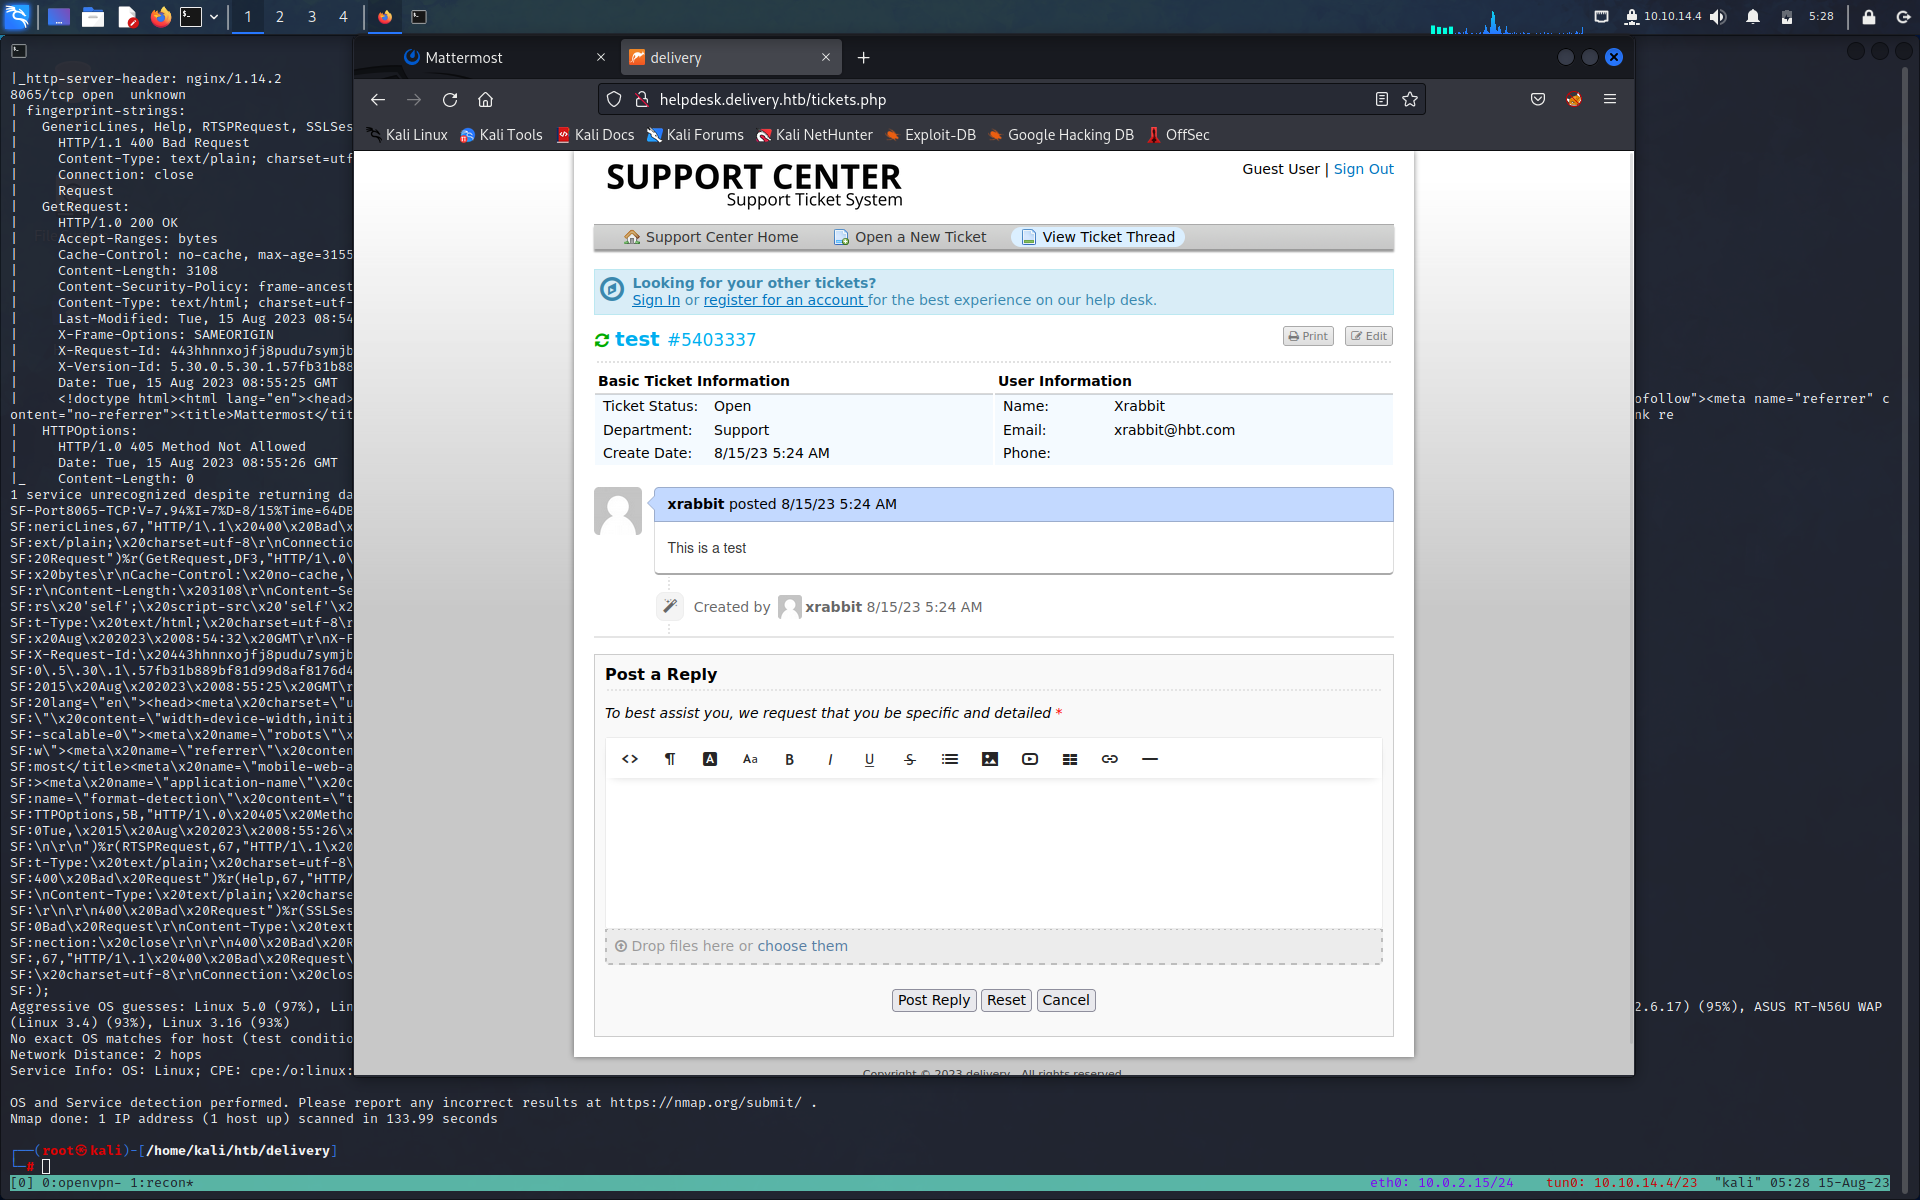 1 2 3 4 10.10.14.4 5:28
|_http-server-header: nginx/1.14.2
8065/tcp open  unknown
| fingerprint-strings:
|   GenericLines, Help, RTSPRequest, SSLSes
|     HTTP/1.1 400 Bad Request
|     Content-Type: text/plain; charset=utf
|     Connection: close
|     Request
|   GetRequest:
|     HTTP/1.0 200 OK
|     Accept-Ranges: bytes
|     Cache-Control: no-cache, max-age=3155
|     Content-Length: 3108
|     Content-Security-Policy: frame-ancest
|     Content-Type: text/html; charset=utf-
|     Last-Modified: Tue, 15 Aug 2023 08:54
|     X-Frame-Options: SAMEORIGIN
|     X-Request-Id: 443hhnnxojfj8pudu7symjb
|     X-Version-Id: 5.30.0.5.30.1.57fb31b88
|     Date: Tue, 15 Aug 2023 08:55:25 GMT
|     <!doctype html><html lang="en"><head>
ofollow"><meta name="referrer" c
ontent="no-referrer"><title>Mattermost</tit
nk re
|   HTTPOptions:
|     HTTP/1.0 405 Method Not Allowed
|     Date: Tue, 15 Aug 2023 08:55:26 GMT
|_    Content-Length: 0
1 service unrecognized despite returning da
SF-Port8065-TCP:V=7.94%I=7%D=8/15%Time=64DB
SF:nericLines,67,"HTTP/1\.1\x20400\x20Bad\x
SF:ext/plain;\x20charset=utf-8\r\nConnectio
SF:20Request")%r(GetRequest,DF3,"HTTP/1\.0\
SF:x20bytes\r\nCache-Control:\x20no-cache,\
SF:r\nContent-Length:\x203108\r\nContent-Se
SF:rs\x20'self';\x20script-src\x20'self'\x2
SF:t-Type:\x20text/html;\x20charset=utf-8\r
SF:x20Aug\x202023\x2008:54:32\x20GMT\r\nX-F
SF:X-Request-Id:\x20443hhnnxojfj8pudu7symjb
SF:0\.5\.30\.1\.57fb31b889bf81d99d8af8176d4
SF:2015\x20Aug\x202023\x2008:55:25\x20GMT\r
SF:20lang=\"en\"><head><meta\x20charset=\"u
SF:\"\x20content=\"width=device-width,initi
SF:-scalable=0\"><meta\x20name=\"robots\"\x
SF:w\"><meta\x20name=\"referrer\"\x20conten
SF:most</title><meta\x20name=\"mobile-web-a
SF:><meta\x20name=\"application-name\"\x20c
SF:name=\"format-detection\"\x20content=\"t
SF:TTPOptions,5B,"HTTP/1\.0\x20405\x20Metho
SF:0Tue,\x2015\x20Aug\x202023\x2008:55:26\x
SF:\n\r\n")%r(RTSPRequest,67,"HTTP/1\.1\x20
SF:t-Type:\x20text/plain;\x20charset=utf-8\
SF:400\x20Bad\x20Request")%r(Help,67,"HTTP/
SF:\nContent-Type:\x20text/plain;\x20charse
SF:\r\n\r\n400\x20Bad\x20Request")%r(SSLSes
SF:0Bad\x20Request\r\nContent-Type:\x20text
SF:nection:\x20close\r\n\r\n400\x20Bad\x20R
SF:,67,"HTTP/1\.1\x20400\x20Bad\x20Request\
SF:\x20charset=utf-8\r\nConnection:\x20clos
SF:);
Aggressive OS guesses: Linux 5.0 (97%), Lin
2.6.17) (95%), ASUS RT-N56U WAP
(Linux 3.4) (93%), Linux 3.16 (93%)
No exact OS matches for host (test conditio
Network Distance: 2 hops
Service Info: OS: Linux; CPE: cpe:/o:linux:
OS and Service detection performed. Please report any incorrect results at https://nmap.org/submit/ .
Nmap done: 1 IP address (1 host up) scanned in 133.99 seconds
┌──(root㉿kali)-[/home/kali/htb/delivery]
└─#
[0] 0:openvpn- 1:recon* eth0: 10.0.2.15/24 tun0: 10.10.14.4/23 "kali" 05:28 15-Aug-23
Mattermost
delivery
helpdesk.delivery.htb/tickets.php
Kali Linux Kali Tools Kali Docs Kali Forums Kali NetHunter Exploit-DB Google Hacking DB OffSec
SUPPORT CENTER
Support Ticket System
Guest User | Sign Out
Support Center Home Open a New Ticket View Ticket Thread
Looking for your other tickets?
Sign In or register for an account for the best experience on our help desk.
test #5403337
Print Edit
Basic Ticket Information User Information
Ticket Status: Open Name: Xrabbit
Department: Support Email: xrabbit@hbt.com
Create Date: 8/15/23 5:24 AM Phone:
xrabbit posted 8/15/23 5:24 AM
This is a test
Created by xrabbit 8/15/23 5:24 AM
Post a Reply
To best assist you, we request that you be specific and detailed *
<> ¶ A Aa B I U S
Drop files here or choose them
Post Reply Reset Cancel
Copyright © 2023 delivery - All rights reserved.